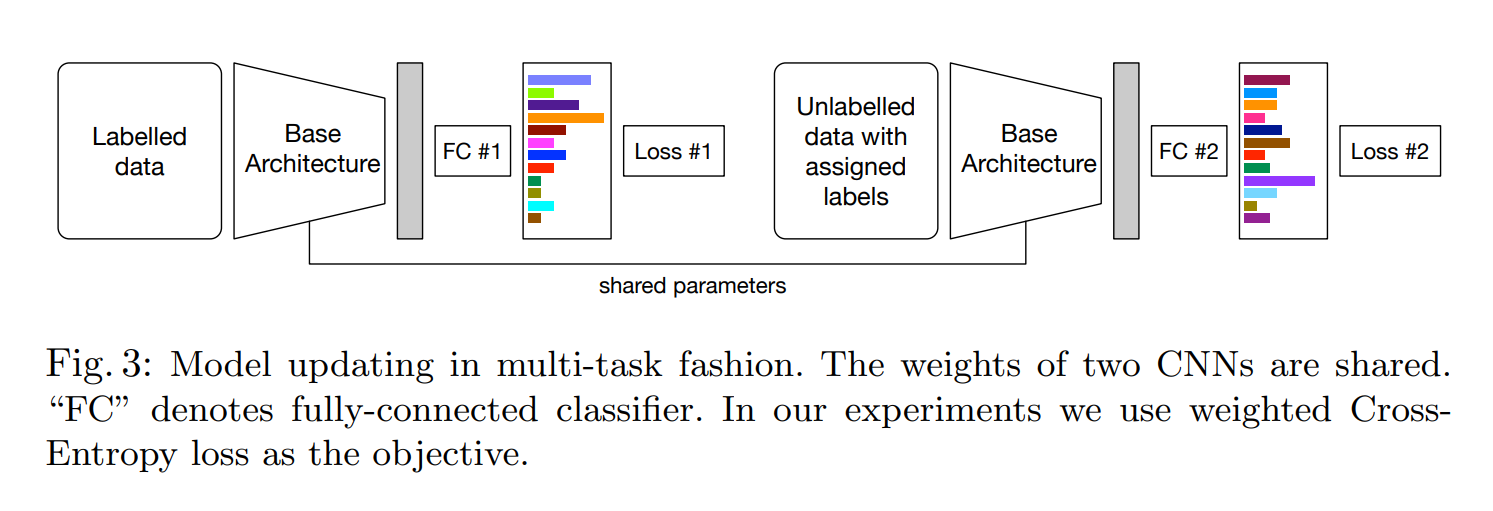 Labelled
data
Base
Architecture
FC #1
Loss #1
Unlabelled
data with
assigned
labels
Base
Architecture
FC #2
Loss #2
shared parameters
Fig. 3: Model updating in multi-task fashion. The weights of two CNNs are shared.
“FC” denotes fully-connected classifier. In our experiments we use weighted Cross-
Entropy loss as the objective.